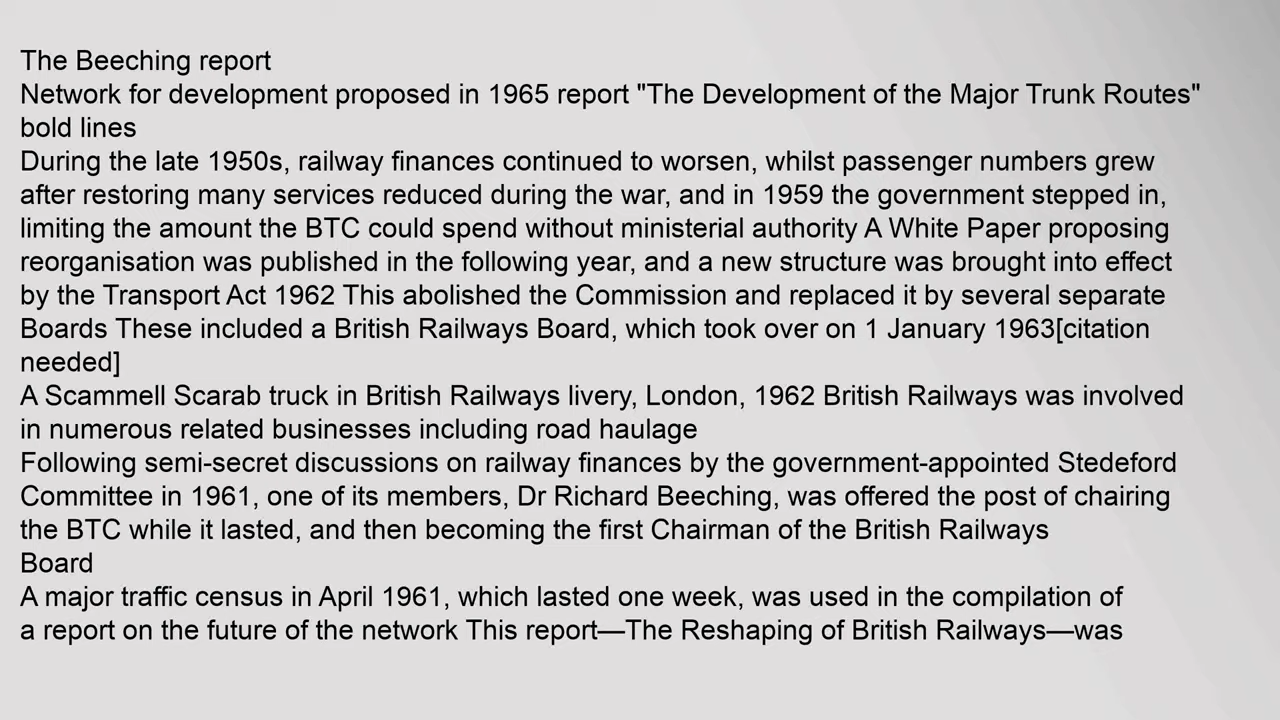 The Beeching report
Network for development proposed in 1965 report "The Development of the Major Trunk Routes"
bold lines
During the late 1950s, railway finances continued to worsen, whilst passenger numbers grew
after restoring many services reduced during the war, and in 1959 the government stepped in,
limiting the amount the BTC could spend without ministerial authority A White Paper proposing
reorganisation was published in the following year, and a new structure was brought into effect
by the Transport Act 1962 This abolished the Commission and replaced it by several separate
Boards These included a British Railways Board, which took over on 1 January 1963[citation
needed]
A Scammell Scarab truck in British Railways livery, London, 1962 British Railways was involved
in numerous related businesses including road haulage
Following semi-secret discussions on railway finances by the government-appointed Stedeford
Committee in 1961, one of its members, Dr Richard Beeching, was offered the post of chairing
the BTC while it lasted, and then becoming the first Chairman of the British Railways
Board
A major traffic census in April 1961, which lasted one week, was used in the compilation of
a report on the future of the network This report—The Reshaping of British Railways—was